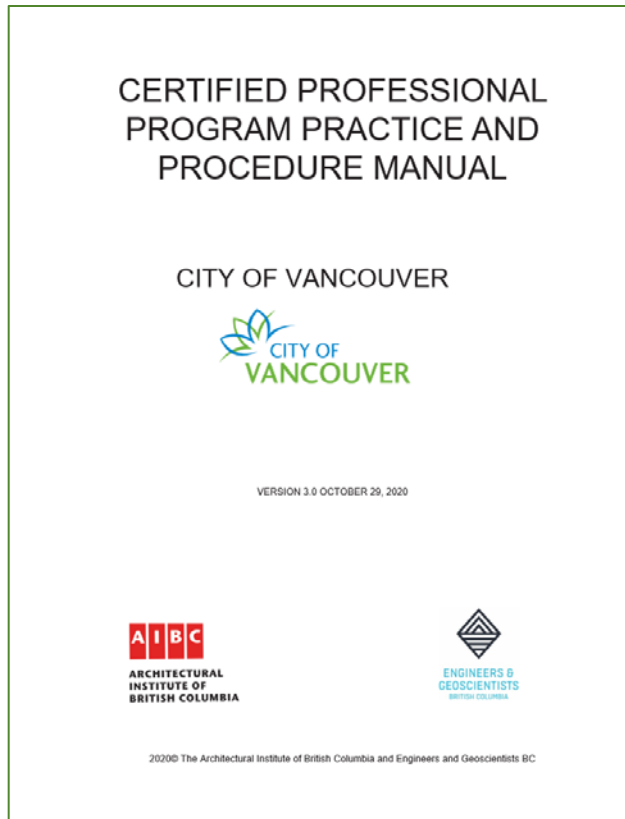 CERTIFIED PROFESSIONAL
PROGRAM PRACTICE AND
PROCEDURE MANUAL
CITY OF VANCOUVER
CITY OF
VANCOUVER
VERSION 3.0 OCTOBER 29, 2020
AIBC
ARCHITECTURAL
INSTITUTE OF
BRITISH COLUMBIA
ENGINEERS &
GEOSCIENTISTS
BRITISH COLUMBIA
2020© The Architectural Institute of British Columbia and Engineers and Geoscientists BC